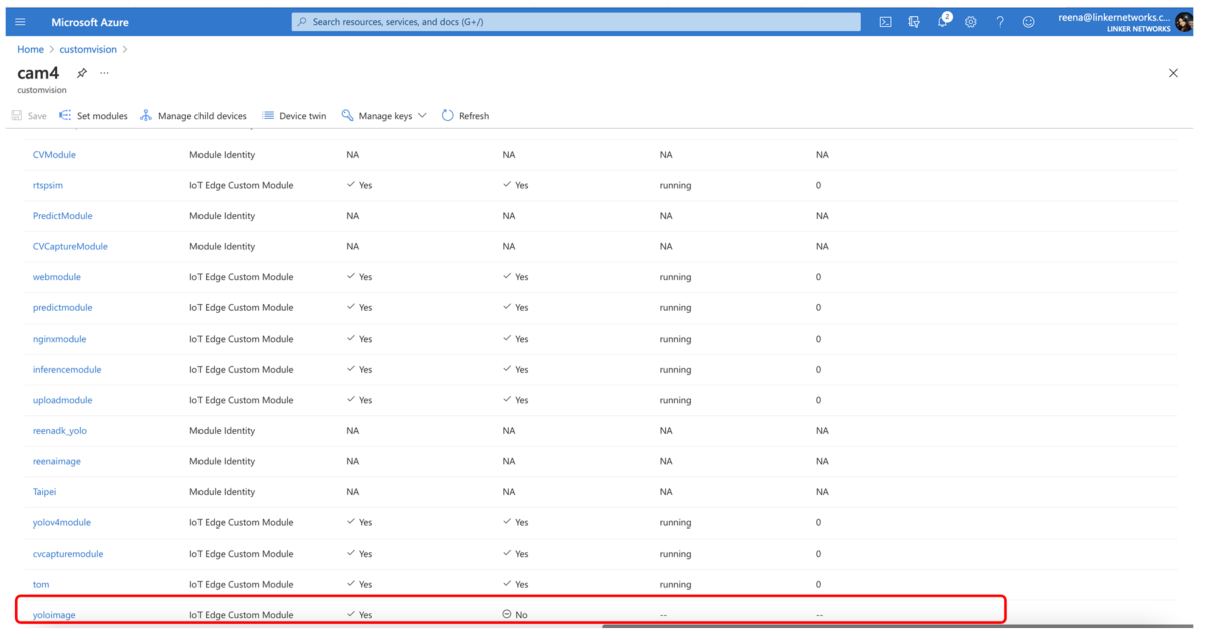 Microsoft Azure
Search resources, services, and docs (G+/)
2
reena@linkernetworks.c...
LINKER NETWORKS
Home > customvision >
cam4 ...
customvision
Save Set modules Manage child devices Device twin Manage keys Refresh
CVModule Module Identity NA NA NA NA
rtspsim IoT Edge Custom Module Yes Yes running 0
PredictModule Module Identity NA NA NA NA
CVCaptureModule Module Identity NA NA NA NA
webmodule IoT Edge Custom Module Yes Yes running 0
predictmodule IoT Edge Custom Module Yes Yes running 0
nginxmodule IoT Edge Custom Module Yes Yes running 0
inferencemodule IoT Edge Custom Module Yes Yes running 0
uploadmodule IoT Edge Custom Module Yes Yes running 0
reenadk_yolo Module Identity NA NA NA NA
reenaimage Module Identity NA NA NA NA
Taipei Module Identity NA NA NA NA
yolov4module IoT Edge Custom Module Yes Yes running 0
cvcapturemodule IoT Edge Custom Module Yes Yes running 0
tom IoT Edge Custom Module Yes Yes running 0
yoloimage IoT Edge Custom Module Yes No -- --